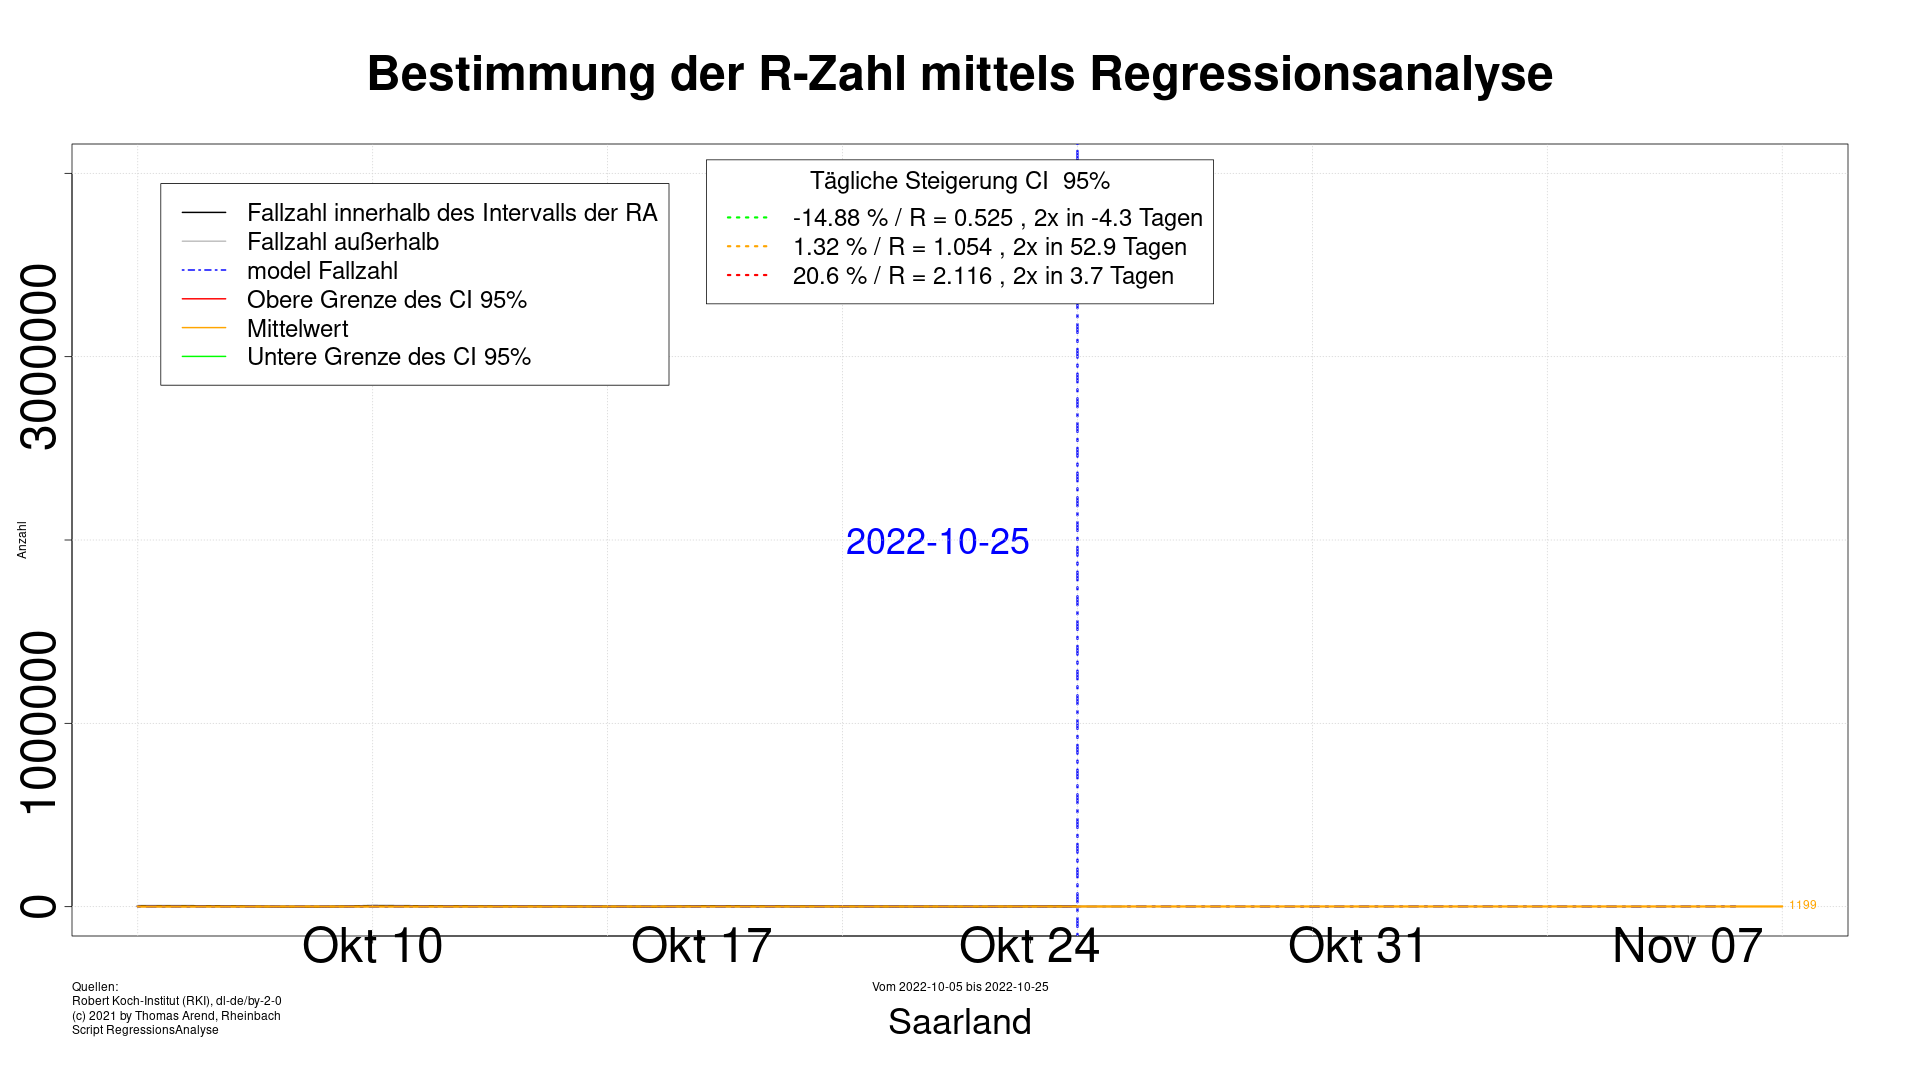 Bestimmung der R-Zahl mittels Regressionsanalyse
Fallzahl innerhalb des Intervalls der RA
Fallzahl außerhalb
model Fallzahl
Obere Grenze des CI 95%
Mittelwert
Untere Grenze des CI 95%
Tägliche Steigerung CI  95%
-14.88 % / R = 0.525 , 2x in -4.3 Tagen
1.32 % / R = 1.054 , 2x in 52.9 Tagen
20.6 % / R = 2.116 , 2x in 3.7 Tagen
3000000
1000000
0
Anzahl
2022-10-25
1199
Okt 10
Okt 17
Okt 24
Okt 31
Nov 07
Quellen:
Robert Koch-Institut (RKI), dl-de/by-2-0
(c) 2021 by Thomas Arend, Rheinbach
Script RegressionsAnalyse
Vom 2022-10-05 bis 2022-10-25
Saarland